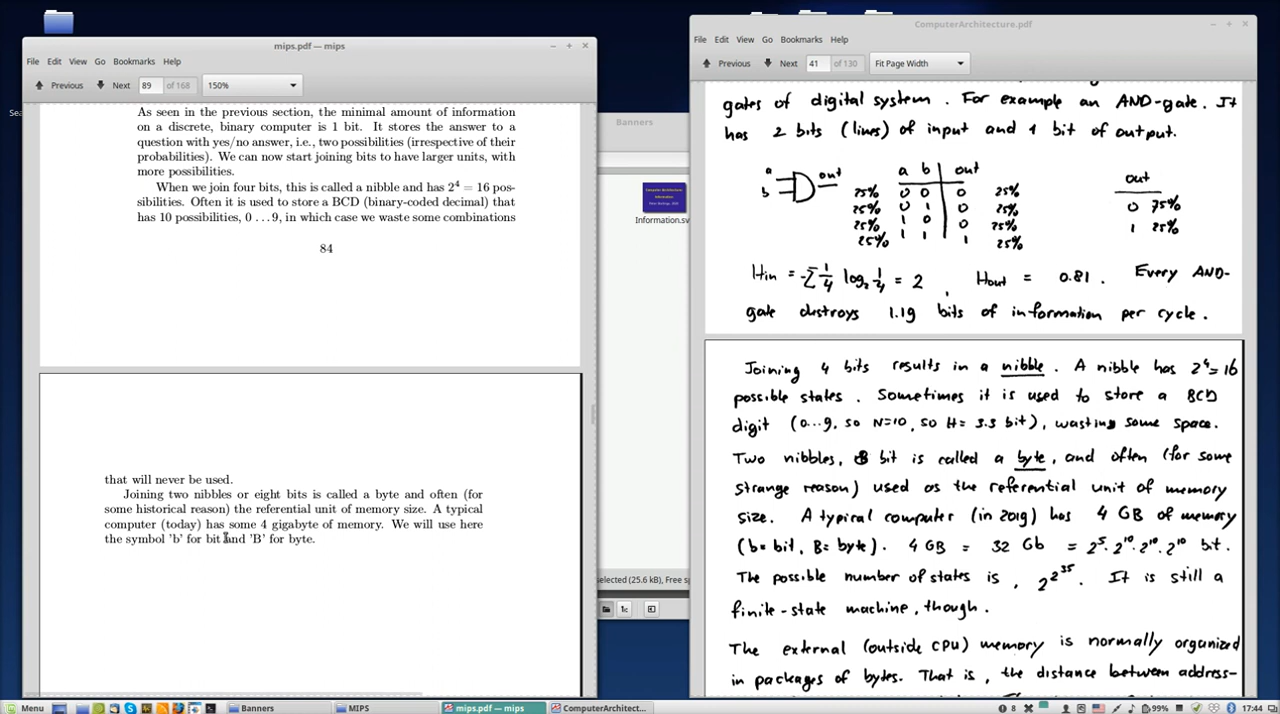 mips.pdf — mips
File Edit View Go Bookmarks Help
Previous Next 89 of 168 150%
As seen in the previous section, the minimal amount of information
on a discrete, binary computer is 1 bit. It stores the answer to a
question with yes/no answer, i.e., two possibilities (irrespective of their
probabilities). We can now start joining bits to have larger units, with
more possibilities.
When we join four bits, this is called a nibble and has 2⁴ = 16 pos-
sibilities. Often it is used to store a BCD (binary-coded decimal) that
has 10 possibilities, 0 ... 9, in which case we waste some combinations
84
that will never be used.
Joining two nibbles or eight bits is called a byte and often (for
some historical reason) the referential unit of memory size. A typical
computer (today) has some 4 gigabyte of memory. We will use here
the symbol 'b' for bit and 'B' for byte.
Banners
Information.sv
selected (25.6 kB), Free s
ComputerArchitecture.pdf
File Edit View Go Bookmarks Help
Previous Next 41 of 130 Fit Page Width
gates of digital system. For example an AND-gate. It
has 2 bits (lines) of input and 1 bit of output.
a b out
a b out out
25% 0 0 0 25% 0 75%
25% 0 1 0 25% 1 25%
25% 1 0 0 25%
25% 1 1 1 25%
Hin = -Σ 1/4 log₂ 1/4 = 2, Hout = 0.81. Every AND-
gate destroys 1.19 bits of information per cycle.
Joining 4 bits results in a nibble. A nibble has 2⁴=16
possible states. Sometimes it is used to store a BCD
digit (0...9, so N=10, so H= 3.3 bit), wasting some space.
Two nibbles, 8 bit is called a byte, and often (for some
strange reason) used as the referential unit of memory
size. A typical computer (in 2019) has 4 GB of memory
(b= bit, B= byte). 4 GB = 32 Gb = 2⁵·2¹⁰·2¹⁰·2¹⁰ bit.
The possible number of states is, 2^2^35. It is still a
finite-state machine, though.
The external (outside CPU) memory is normally organized
in packages of bytes. That is, the distance between address-
Menu Banners MIPS mips.pdf — mips ComputerArchitect... 8 99% 17:44